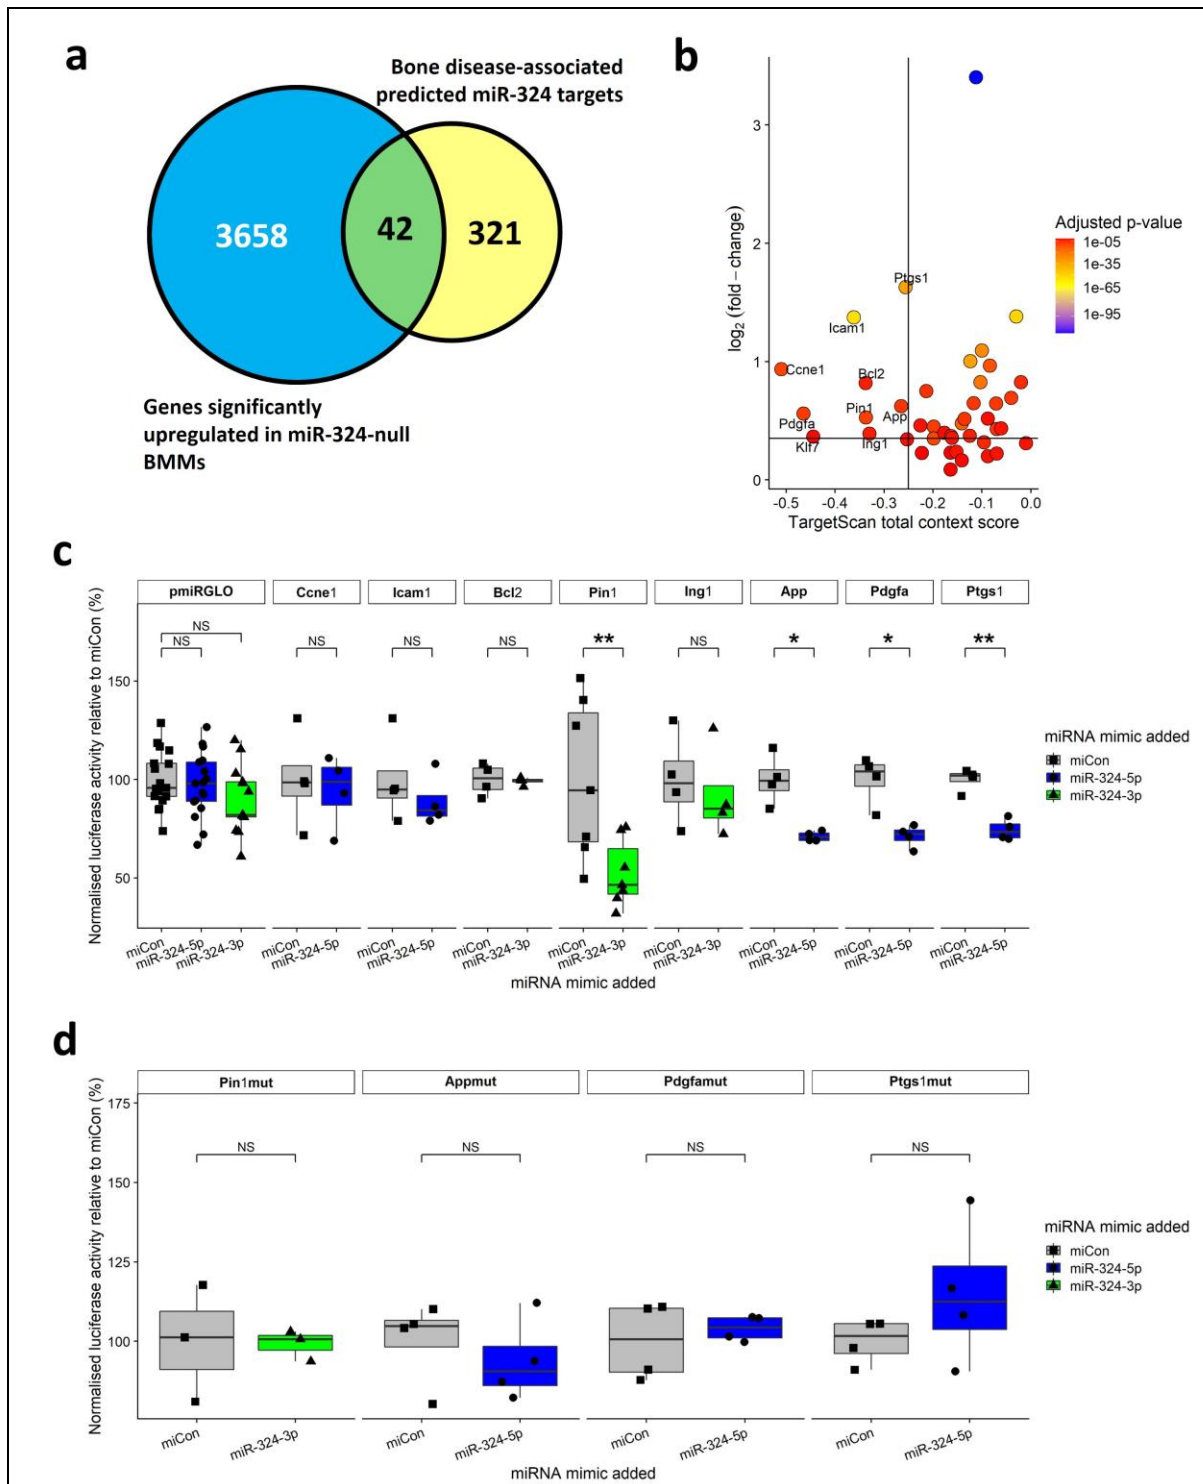 a
Bone disease-associated
predicted miR-324 targets
3658
42
321
Genes significantly
upregulated in miR-324-null
BMMs
b
log2 (fold − change)
3
2
1
0
Ptgs1
Icam1
Ccne1
Bcl2
Pin1
App
Pdgfa
Klf7
Ing1
-0.5 -0.4 -0.3 -0.2 -0.1 0.0
TargetScan total context score
Adjusted p-value
1e-05
1e-35
1e-65
1e-95
c
Normalised luciferase activity relative to miCon (%)
pmiRGLO Ccne1 Icam1 Bcl2 Pin1 Ing1 App Pdgfa Ptgs1
NS
NS NS NS NS ** NS * * **
150
100
50
miCon miR-324-5p miR-324-3p miCon miR-324-5p miCon miR-324-5p miCon miR-324-3p miCon miR-324-3p miCon miR-324-3p miCon miR-324-5p miCon miR-324-5p miCon miR-324-5p
miRNA mimic added
miRNA mimic added
miCon
miR-324-5p
miR-324-3p
d
Normalised luciferase activity relative to miCon (%)
Pin1mut Appmut Pdgfamut Ptgs1mut
NS NS NS NS
175
150
125
100
miCon miR-324-3p miCon miR-324-5p miCon miR-324-5p miCon miR-324-5p
miRNA mimic added
miRNA mimic added
miCon
miR-324-5p
miR-324-3p